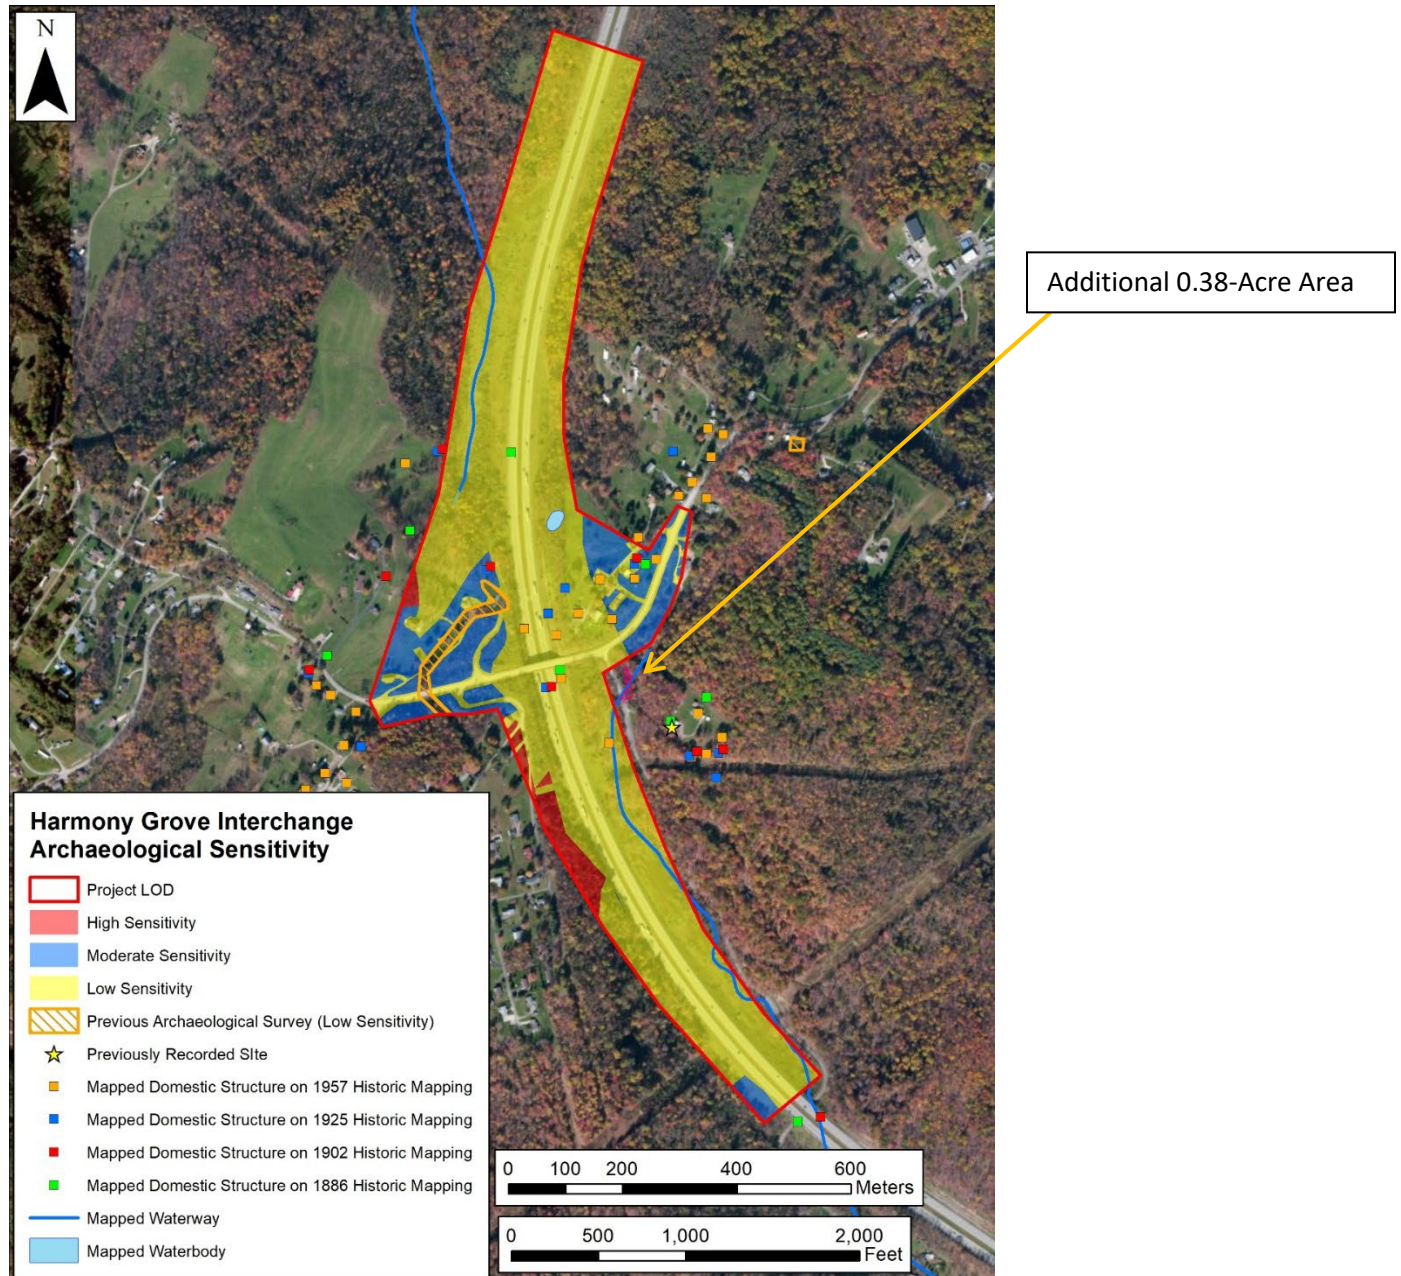 N
Additional 0.38-Acre Area
Harmony Grove Interchange
Archaeological Sensitivity
Project LOD
High Sensitivity
Moderate Sensitivity
Low Sensitivity
Previous Archaeological Survey (Low Sensitivity)
Previously Recorded SIte
Mapped Domestic Structure on 1957 Historic Mapping
Mapped Domestic Structure on 1925 Historic Mapping
Mapped Domestic Structure on 1902 Historic Mapping
Mapped Domestic Structure on 1886 Historic Mapping
Mapped Waterway
Mapped Waterbody
0 100 200 400 600
Meters
0 500 1,000 2,000
Feet